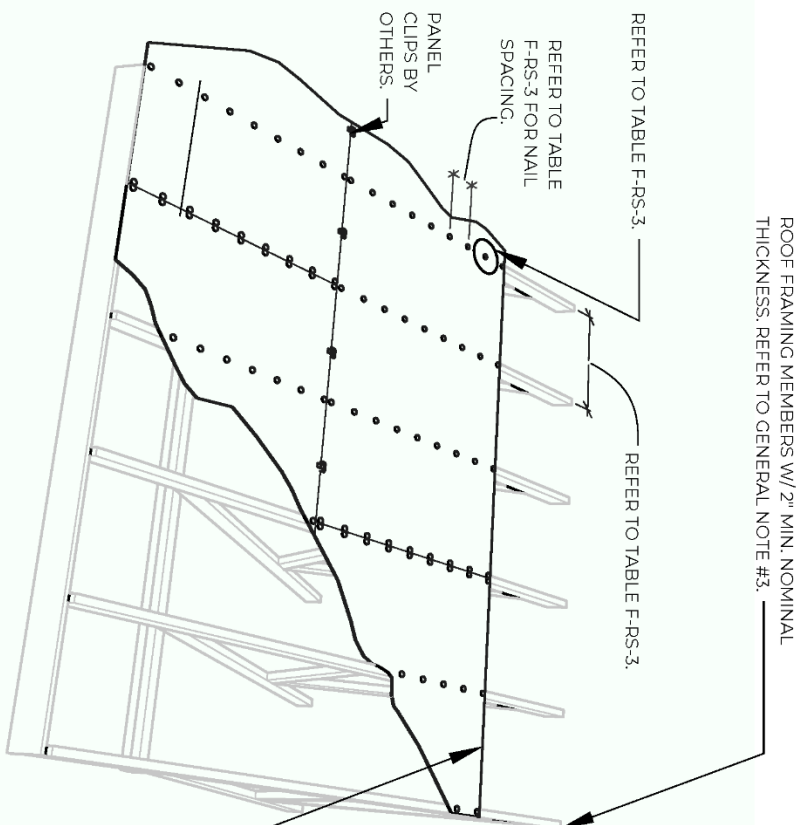 ROOF FRAMING MEMBERS W/ 2" MIN. NOMINAL
THICKNESS. REFER TO GENERAL NOTE #3.
REFER TO TABLE F-RS-3.
REFER TO TABLE F-RS-3.
REFER TO TABLE
F-RS-3 FOR NAIL
SPACING.
PANEL
CLIPS BY
OTHERS.